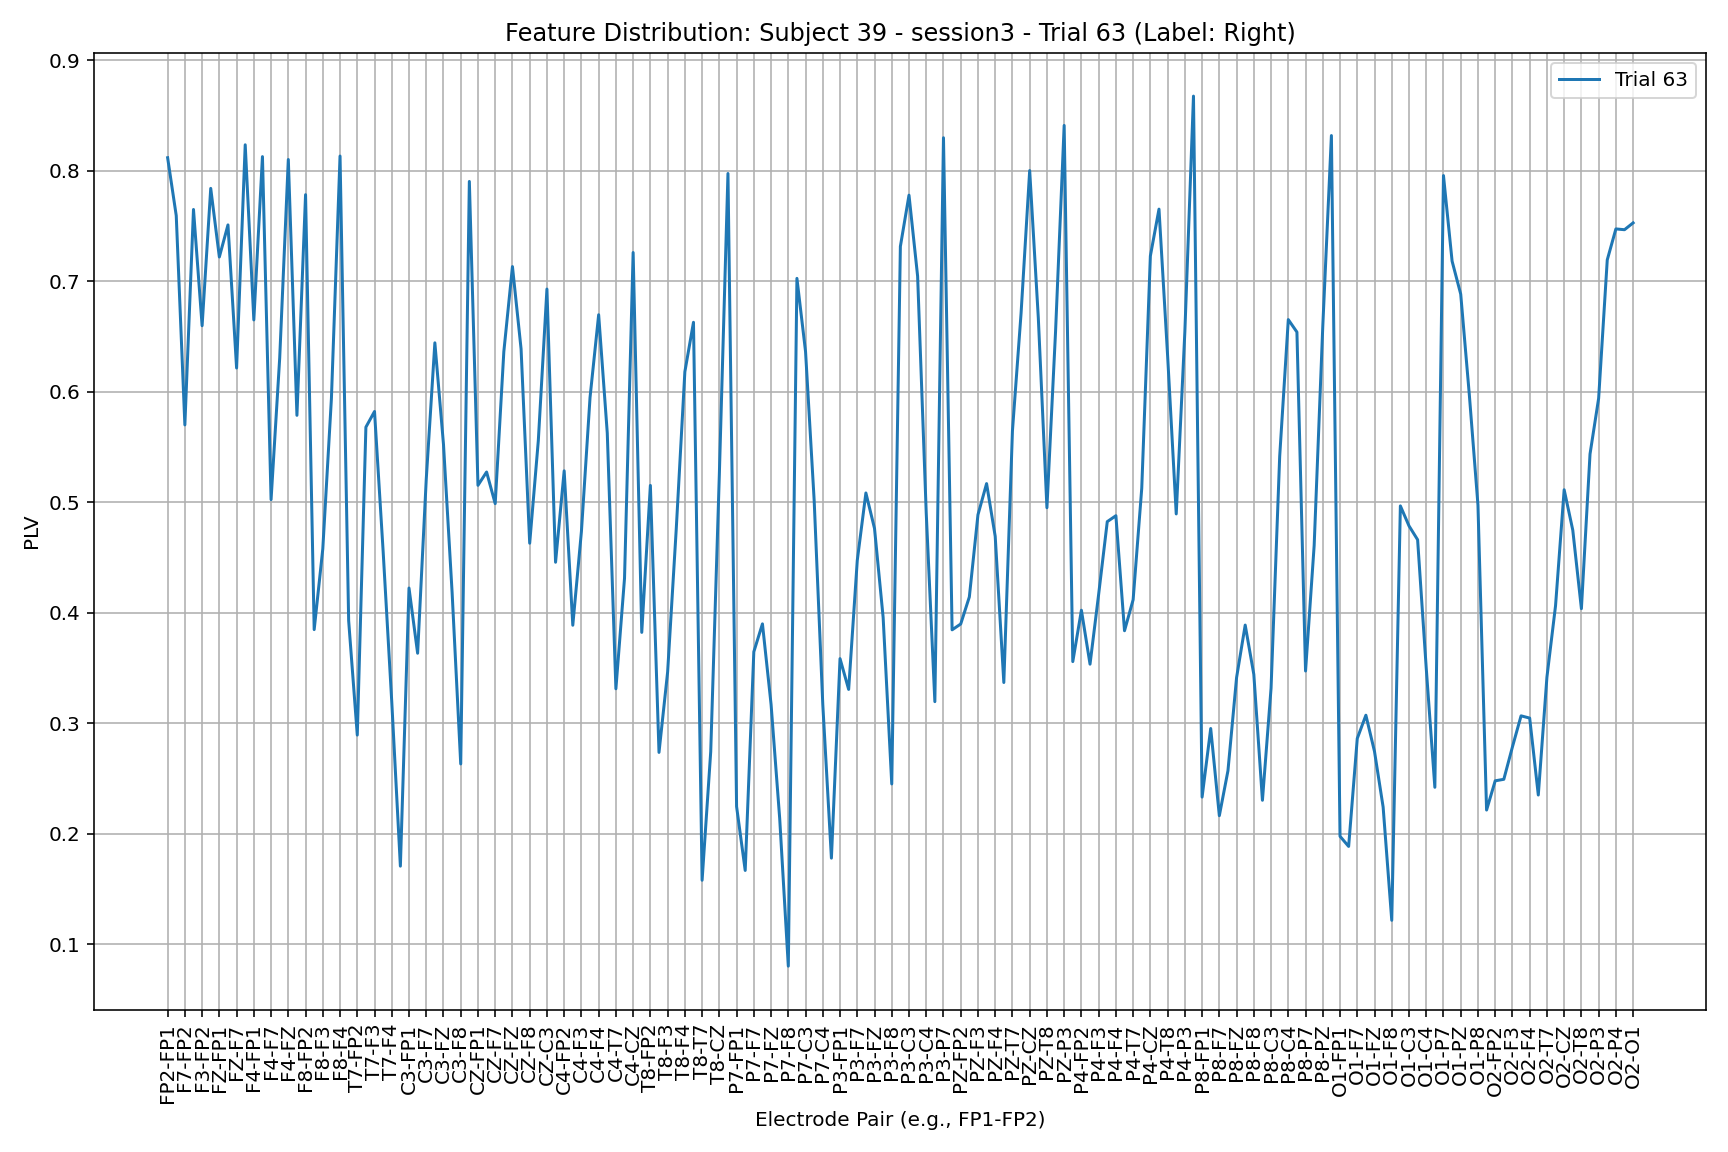 Feature Distribution: Subject 39 - session3 - Trial 63 (Label: Right)
Trial 63
PLV
0.9
0.8
0.7
0.6
0.5
0.4
0.3
0.2
0.1
FP2-FP1
F7-FP2
F3-FP2
FZ-FP1
FZ-F7
F4-FP1
F4-F7
F4-FZ
F8-FP2
F8-F3
F8-F4
T7-FP2
T7-F3
T7-F4
C3-FP1
C3-F7
C3-FZ
C3-F8
CZ-FP1
CZ-F7
CZ-FZ
CZ-F8
CZ-C3
C4-FP2
C4-F3
C4-F4
C4-T7
C4-CZ
T8-FP2
T8-F3
T8-F4
T8-T7
T8-CZ
P7-FP1
P7-F7
P7-FZ
P7-F8
P7-C3
P7-C4
P3-FP1
P3-F7
P3-FZ
P3-F8
P3-C3
P3-C4
P3-P7
PZ-FP2
PZ-F3
PZ-F4
PZ-T7
PZ-CZ
PZ-T8
PZ-P3
P4-FP2
P4-F3
P4-F4
P4-T7
P4-CZ
P4-T8
P4-P3
P8-FP1
P8-F7
P8-FZ
P8-F8
P8-C3
P8-C4
P8-P7
P8-PZ
O1-FP1
O1-F7
O1-FZ
O1-F8
O1-C3
O1-C4
O1-P7
O1-PZ
O1-P8
O2-FP2
O2-F3
O2-F4
O2-T7
O2-CZ
O2-T8
O2-P3
O2-P4
O2-O1
Electrode Pair (e.g., FP1-FP2)